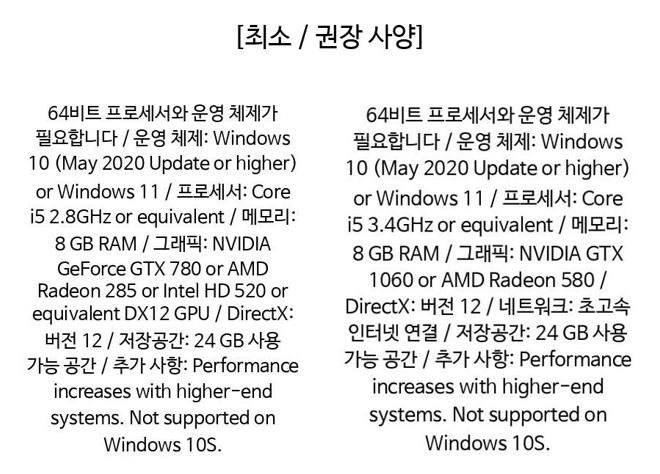 [최소 / 권장 사양]
64비트 프로세서와 운영 체제가
필요합니다 / 운영 체제: Windows
10 (May 2020 Update or higher)
or Windows 11 / 프로세서: Core
i5 2.8GHz or equivalent / 메모리:
8 GB RAM / 그래픽: NVIDIA
GeForce GTX 780 or AMD
Radeon 285 or Intel HD 520 or
equivalent DX12 GPU / DirectX:
버전 12 / 저장공간: 24 GB 사용
가능 공간 / 추가 사항: Performance
increases with higher-end
systems. Not supported on
Windows 10S.
64비트 프로세서와 운영 체제가
필요합니다 / 운영 체제: Windows
10 (May 2020 Update or higher)
or Windows 11 / 프로세서: Core
i5 3.4GHz or equivalent / 메모리:
8 GB RAM / 그래픽: NVIDIA GTX
1060 or AMD Radeon 580 /
DirectX: 버전 12 / 네트워크: 초고속
인터넷 연결 / 저장공간: 24 GB 사용
가능 공간 / 추가 사항: Performance
increases with higher-end
systems. Not supported on
Windows 10S.